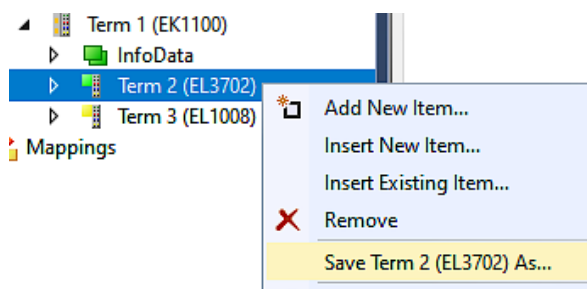 Term 1 (EK1100)
InfoData
Term 2 (EL3702)
Term 3 (EL1008)
Mappings
Add New Item...
Insert New Item...
Insert Existing Item...
Remove
Save Term 2 (EL3702) As...